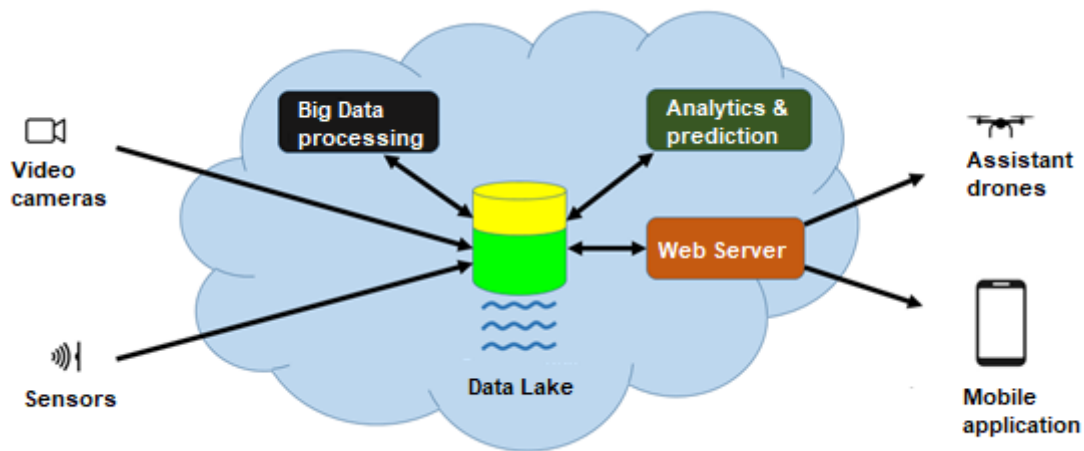 Big Data
processing
Analytics &
prediction
Video
cameras
Assistant
drones
Web Server
Sensors
Data Lake
Mobile
application